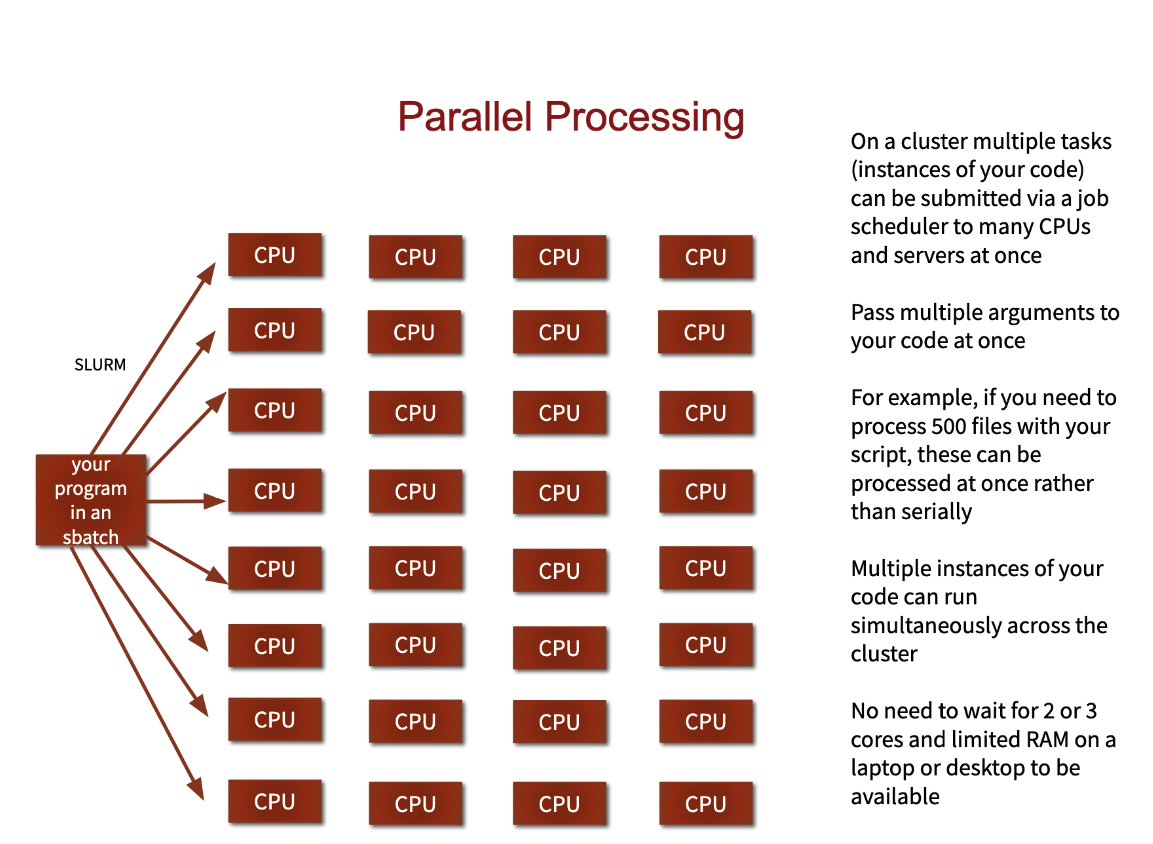 Parallel Processing
On a cluster multiple tasks
(instances of your code)
can be submitted via a job
scheduler to many CPUs
and servers at once
Pass multiple arguments to
your code at once
For example, if you need to
process 500 files with your
script, these can be
processed at once rather
than serially
Multiple instances of your
code can run
simultaneously across the
cluster
No need to wait for 2 or 3
cores and limited RAM on a
laptop or desktop to be
available
SLURM
your
program
in an
sbatch
CPU CPU CPU CPU
CPU CPU CPU CPU
CPU CPU CPU CPU
CPU CPU CPU CPU
CPU CPU CPU CPU
CPU CPU CPU CPU
CPU CPU CPU CPU
CPU CPU CPU CPU